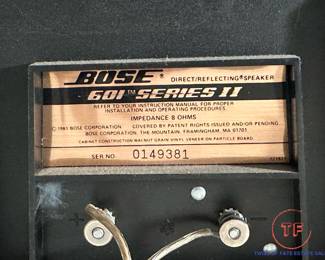 BOSE® DIRECT/REFLECTING® SPEAKER
601™ SERIES II
REFER TO YOUR INSTRUCTION MANUAL FOR PROPER
INSTALLATION AND OPERATING PROCEDURES.
IMPEDANCE 8 OHMS
© 1981 BOSE CORPORATION COVERED BY PATENT RIGHTS ISSUED AND/OR PENDING.
BOSE CORPORATION, THE MOUNTAIN, FRAMINGHAM, MA 01701.
CABINET CONSTRUCTION WALNUT GRAIN VINYL VENEER ON PARTICLE BOARD.
SER NO 0149381
TF